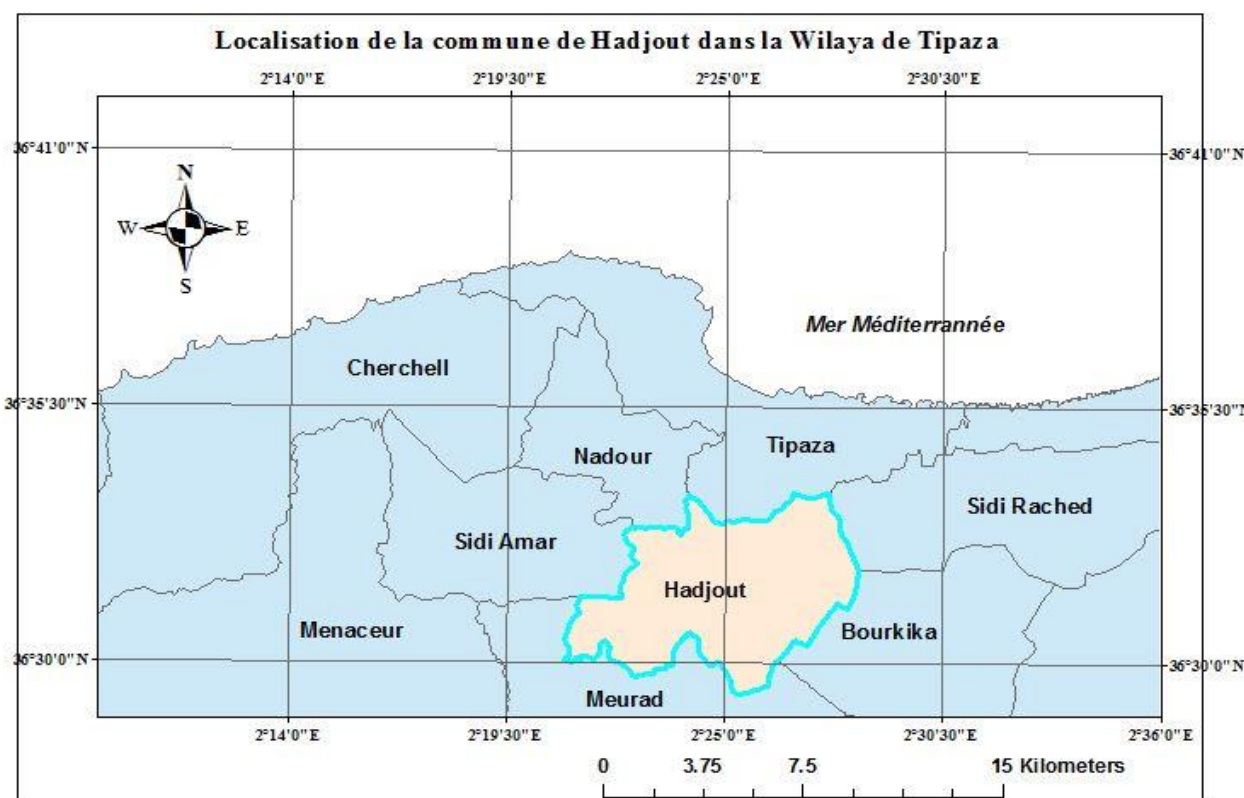 Localisation de la commune de Hadjout dans la Wilaya de Tipaza
2°14'0"E 2°19'30"E 2°25'0"E 2°30'30"E
36°41'0"N 36°41'0"N
N
W E
S
Mer Méditerrannée
Cherchell
36°35'30"N 36°35'30"N
Tipaza
Nadour
Sidi Rached
Sidi Amar
Hadjout
Menaceur
Bourkika
36°30'0"N 36°30'0"N
Meurad
2°14'0"E 2°19'30"E 2°25'0"E 2°30'30"E 2°36'0"E
0 3.75 7.5 15 Kilometers